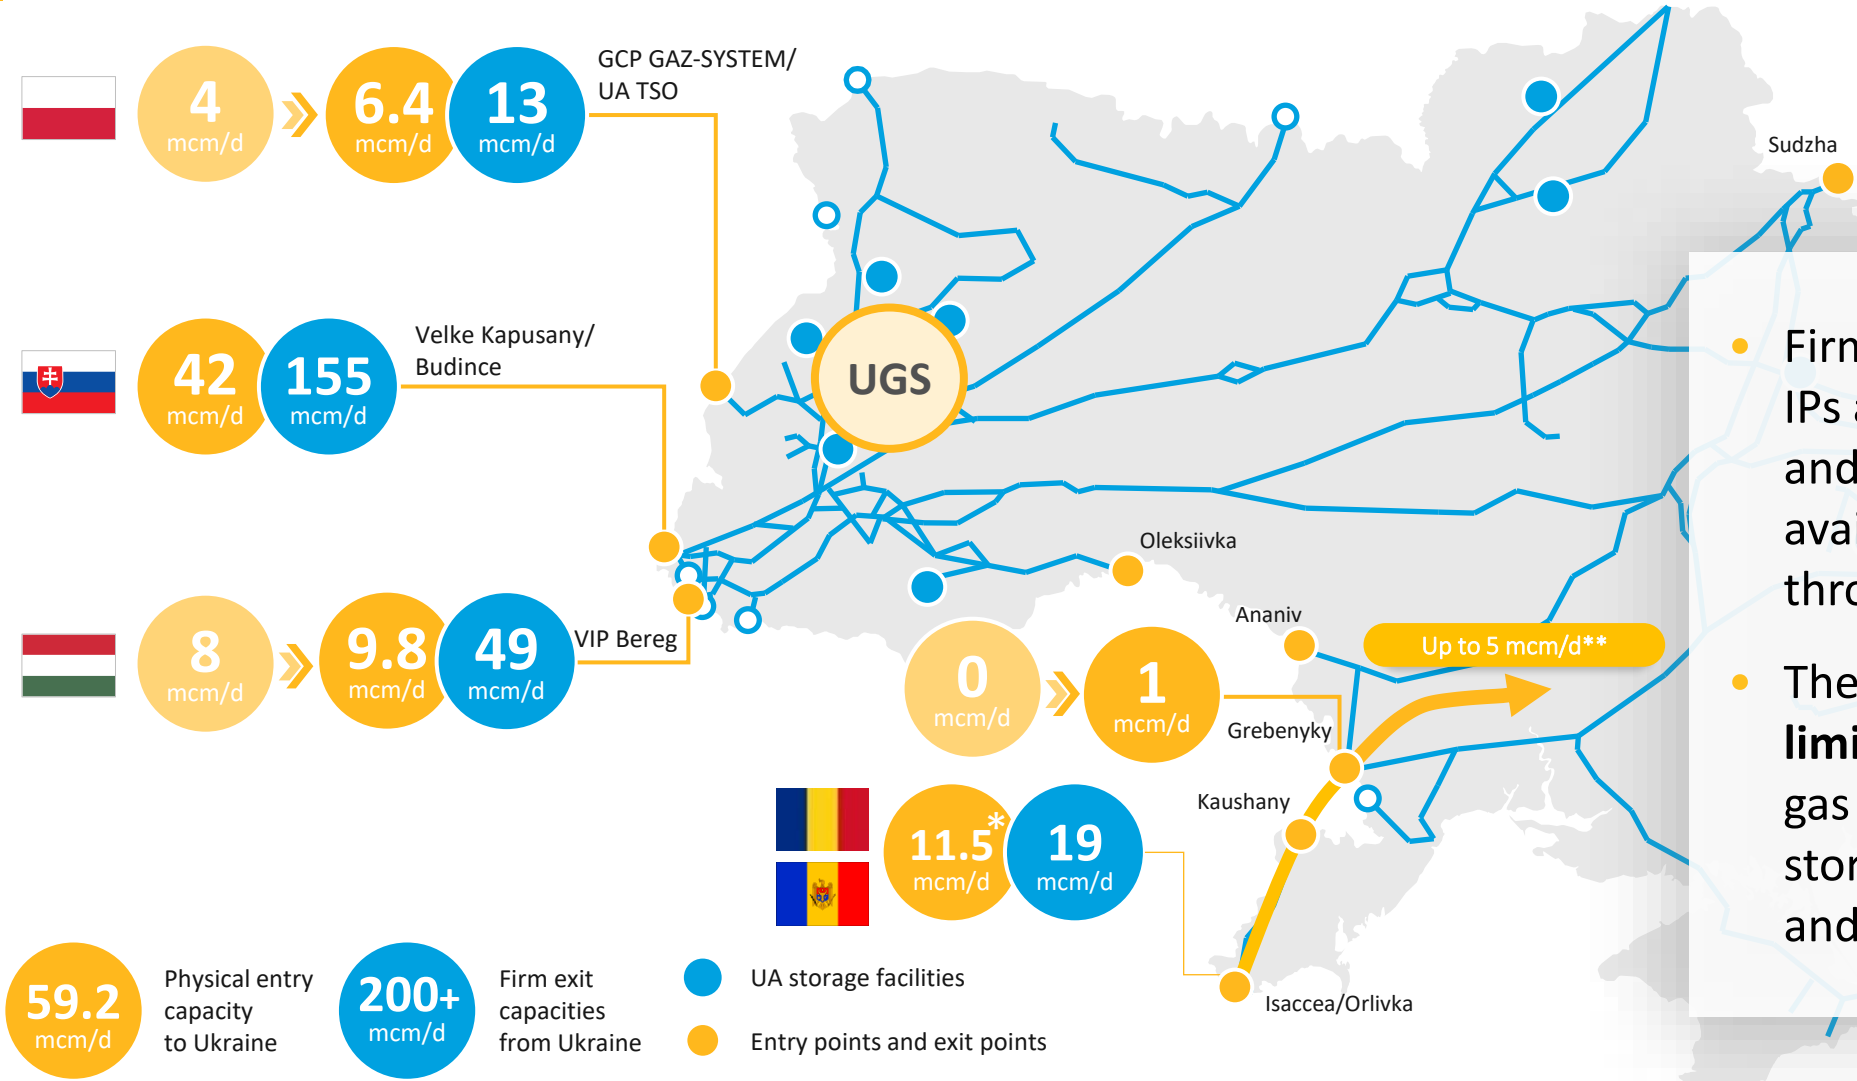 4
mcm/d
6.4
mcm/d
13
mcm/d
GCP GAZ-SYSTEM/
UA TSO
42
mcm/d
155
mcm/d
Velke Kapusany/
Budince
8
mcm/d
9.8
mcm/d
49
mcm/d
VIP Bereg
UGS
Sudzha
Oleksiivka
Ananiv
Up to 5 mcm/d**
0
mcm/d
1
mcm/d
Grebenyky
Kaushany
11.5*
mcm/d
19
mcm/d
Isaccea/Orlivka
59.2
mcm/d
Physical entry
capacity
to Ukraine
200+
mcm/d
Firm exit
capacities
from Ukraine
UA storage facilities
Entry points and exit points
IPs
and
The
gas
and